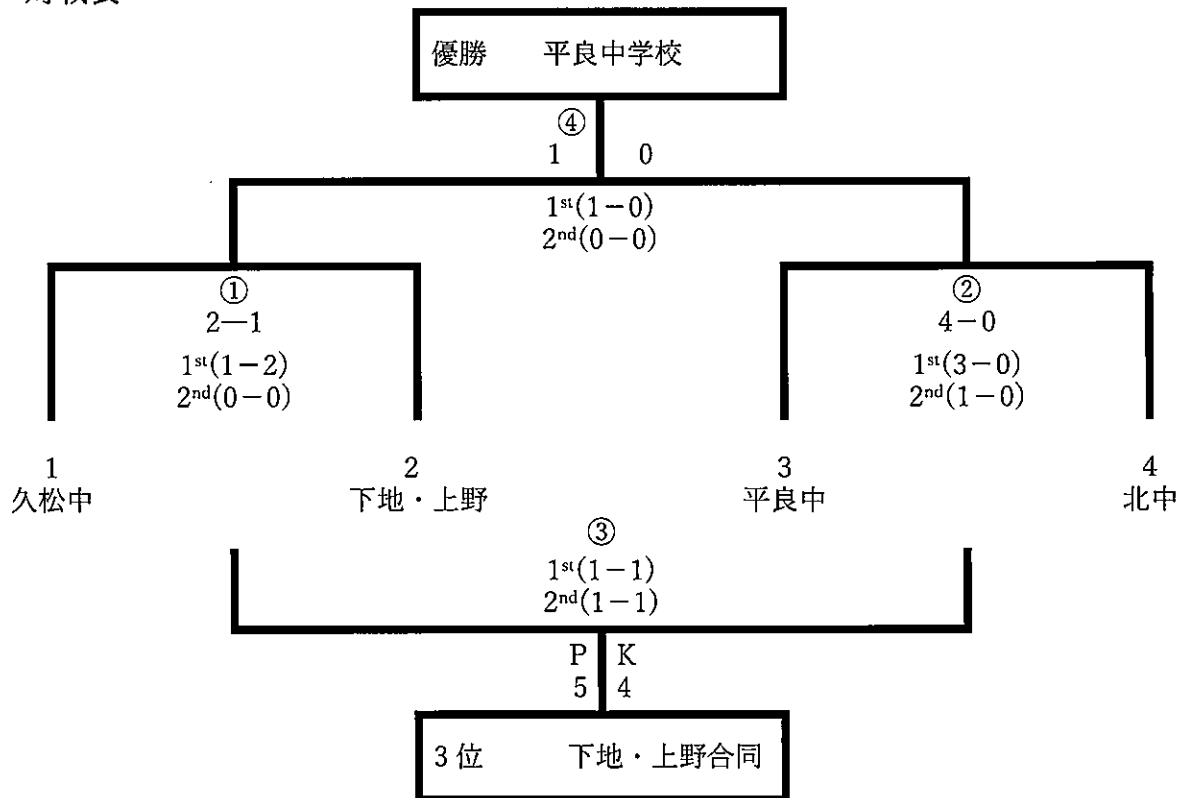 優勝 平良中学校
④
1 0
1st(1-0)
2nd(0-0)
①
2—1
1st(1-2)
2nd(0-0)
②
4-0
1st(3-0)
2nd(1-0)
1
久松中
2
下地・上野
3
平良中
4
北中
③
1st(1-1)
2nd(1-1)
P K
5 4
3位 下地・上野合同